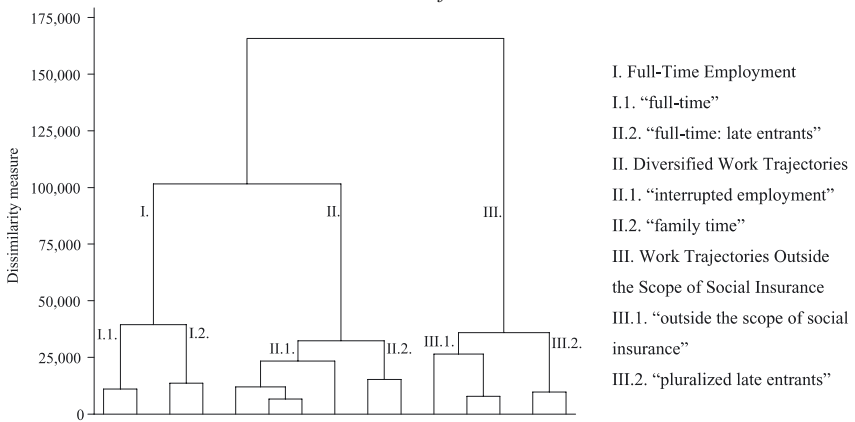 175,000
150,000
125,000
100,000
75,000
50,000
25,000
0
Dissimilarity measure
I.
II.
III.
I.1.
I.2.
II.1.
II.2.
III.1.
III.2.
I. Full-Time Employment
I.1. “full-time”
II.2. “full-time: late entrants”
II. Diversified Work Trajectories
II.1. “interrupted employment”
II.2. “family time”
III. Work Trajectories Outside
the Scope of Social Insurance
III.1. “outside the scope of social
insurance”
III.2. “pluralized late entrants”